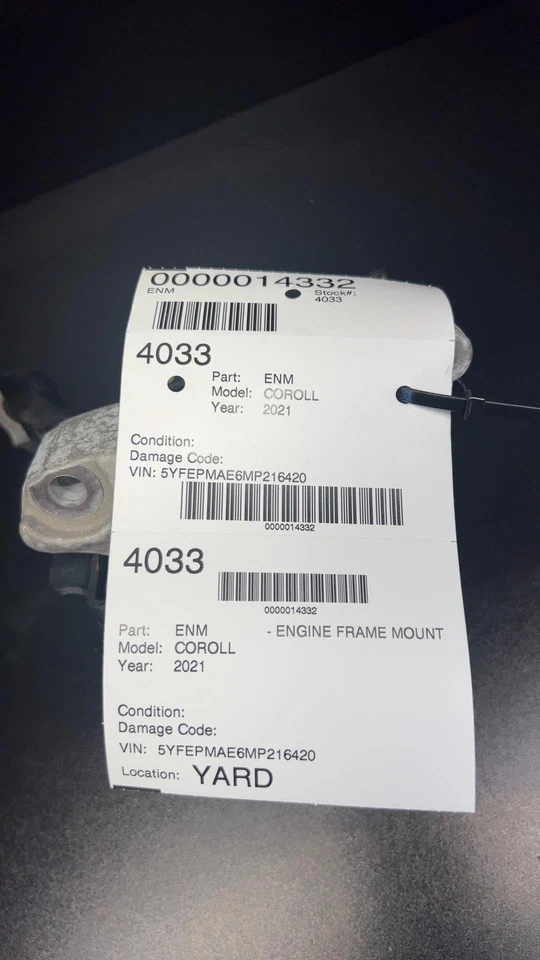 0000014332
ENM
Stock#:
4033
4033
Part: ENM
Model: COROLL
Year: 2021
Condition:
Damage Code:
VIN: 5YFEPMAE6MP216420
0000014332
4033
0000014332
Part: ENM - ENGINE FRAME MOUNT
Model: COROLL
Year: 2021
Condition:
Damage Code:
VIN: 5YFEPMAE6MP216420
Location: YARD